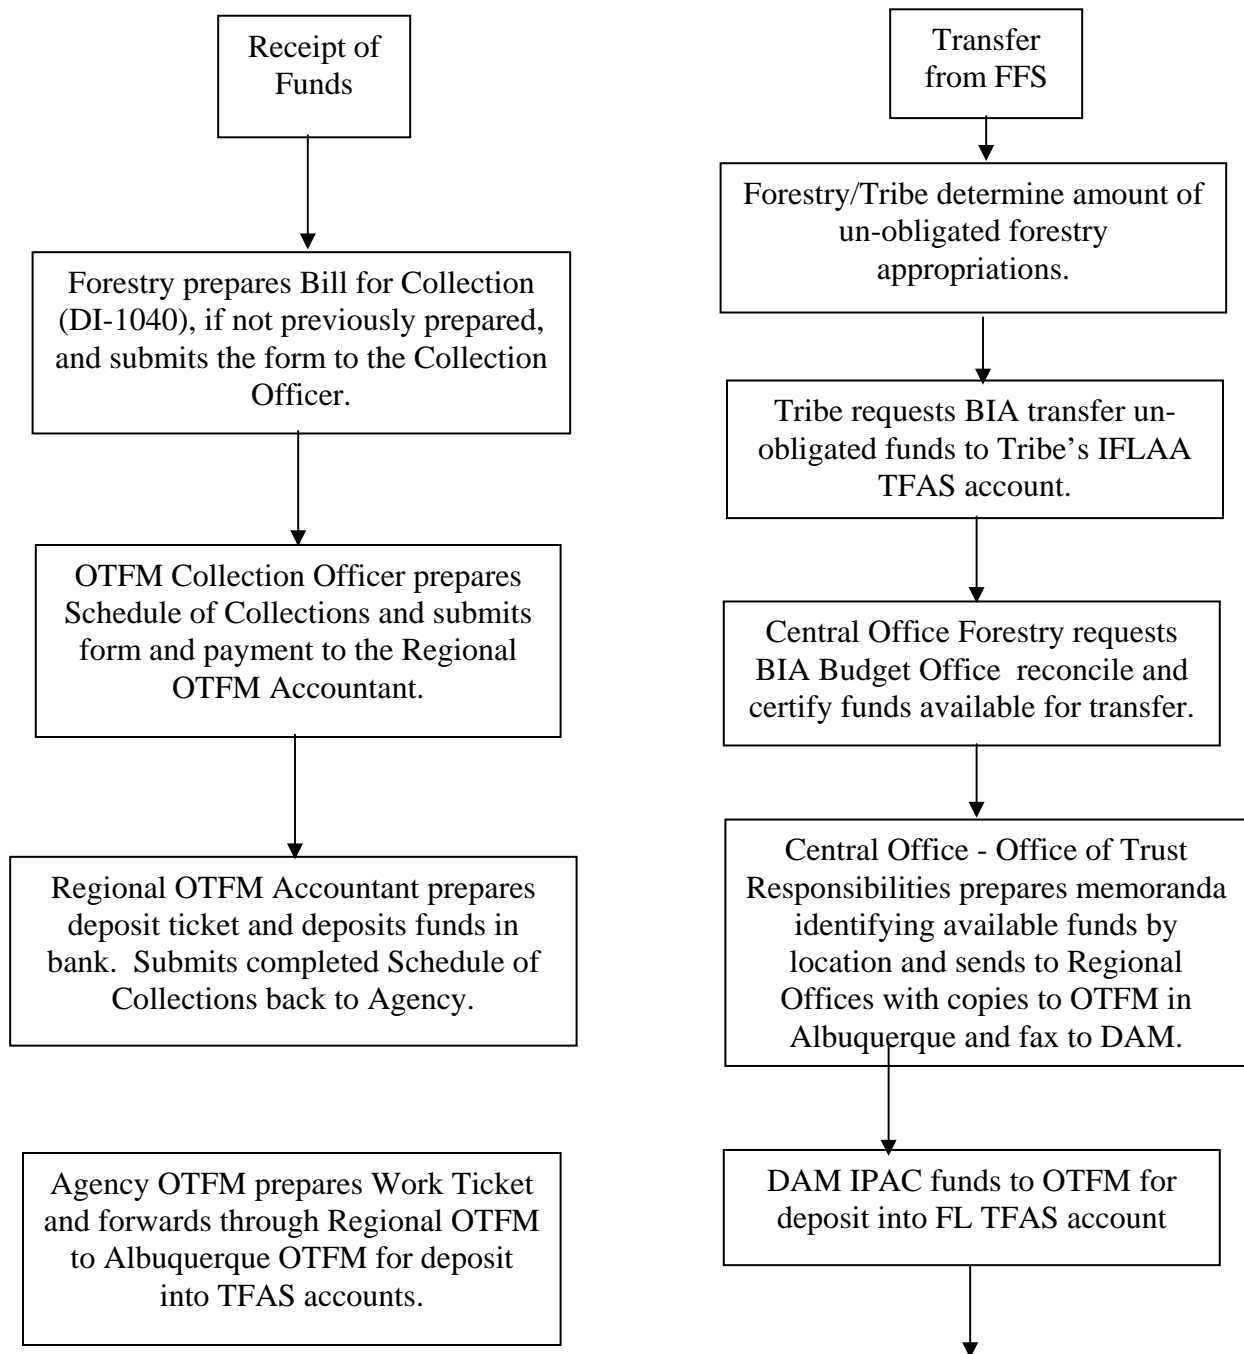 Receipt of
Funds
Forestry prepares Bill for Collection
(DI-1040), if not previously prepared,
and submits the form to the Collection
Officer.
OTFM Collection Officer prepares
Schedule of Collections and submits
form and payment to the Regional
OTFM Accountant.
Regional OTFM Accountant prepares
deposit ticket and deposits funds in
bank.  Submits completed Schedule of
Collections back to Agency.
Agency OTFM prepares Work Ticket
and forwards through Regional OTFM
to Albuquerque OTFM for deposit
into TFAS accounts.
Transfer
from FFS
Forestry/Tribe determine amount of
un-obligated forestry
appropriations.
Tribe requests BIA transfer un-
obligated funds to Tribe’s IFLAA
TFAS account.
Central Office Forestry requests
BIA Budget Office  reconcile and
certify funds available for transfer.
Central Office - Office of Trust
Responsibilities prepares memoranda
identifying available funds by
location and sends to Regional
Offices with copies to OTFM in
Albuquerque and fax to DAM.
DAM IPAC funds to OTFM for
deposit into FL TFAS account